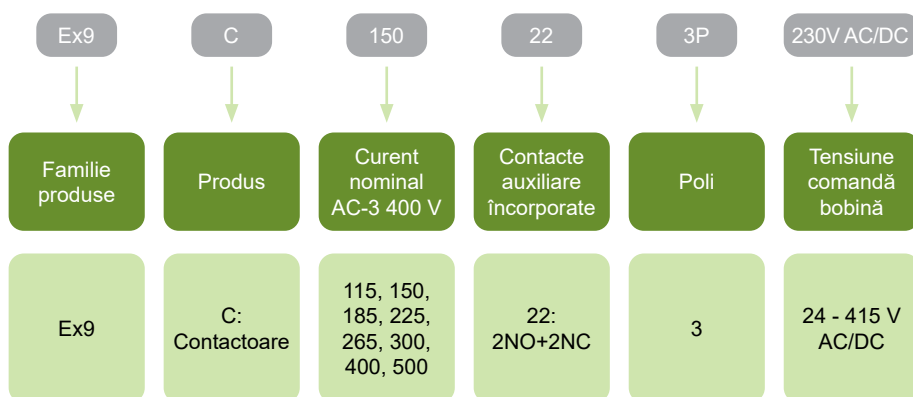 Ex9
C
150
22
3P
230V AC/DC
Familie
produse
Produs
Curent
nominal
AC-3 400 V
Contacte
auxiliare
încorporate
Poli
Tensiune
comandă
bobină
Ex9
C:
Contactoare
115, 150,
185, 225,
265, 300,
400, 500
22:
2NO+2NC
3
24 - 415 V
AC/DC